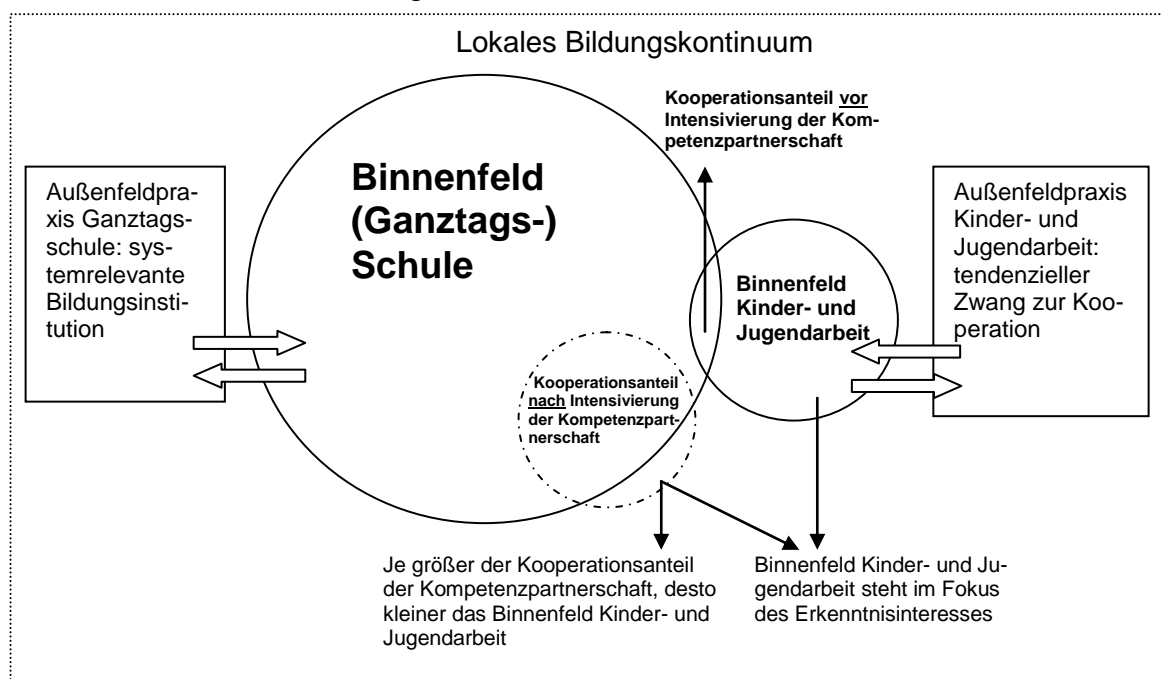 Lokales Bildungskontinuum
Kooperationsanteil vor
Intensivierung der Kom-
petenzpartnerschaft
Außenfeldpra-
xis Ganztags-
schule: sys-
temrelevante
Bildungsinsti-
tution
Binnenfeld
(Ganztags-)
Schule
Binnenfeld
Kinder- und
Jugendarbeit
Außenfeldpraxis
Kinder- und
Jugendarbeit:
tendenzieller
Zwang zur Koo-
peration
Kooperationsanteil
nach Intensivierung
der Kompetenzpart-
nerschaft
Je größer der Kooperationsanteil
der Kompetenzpartnerschaft, desto
kleiner das Binnenfeld Kinder- und
Jugendarbeit
Binnenfeld Kinder- und Ju-
gendarbeit steht im Fokus
des Erkenntnisinteresses